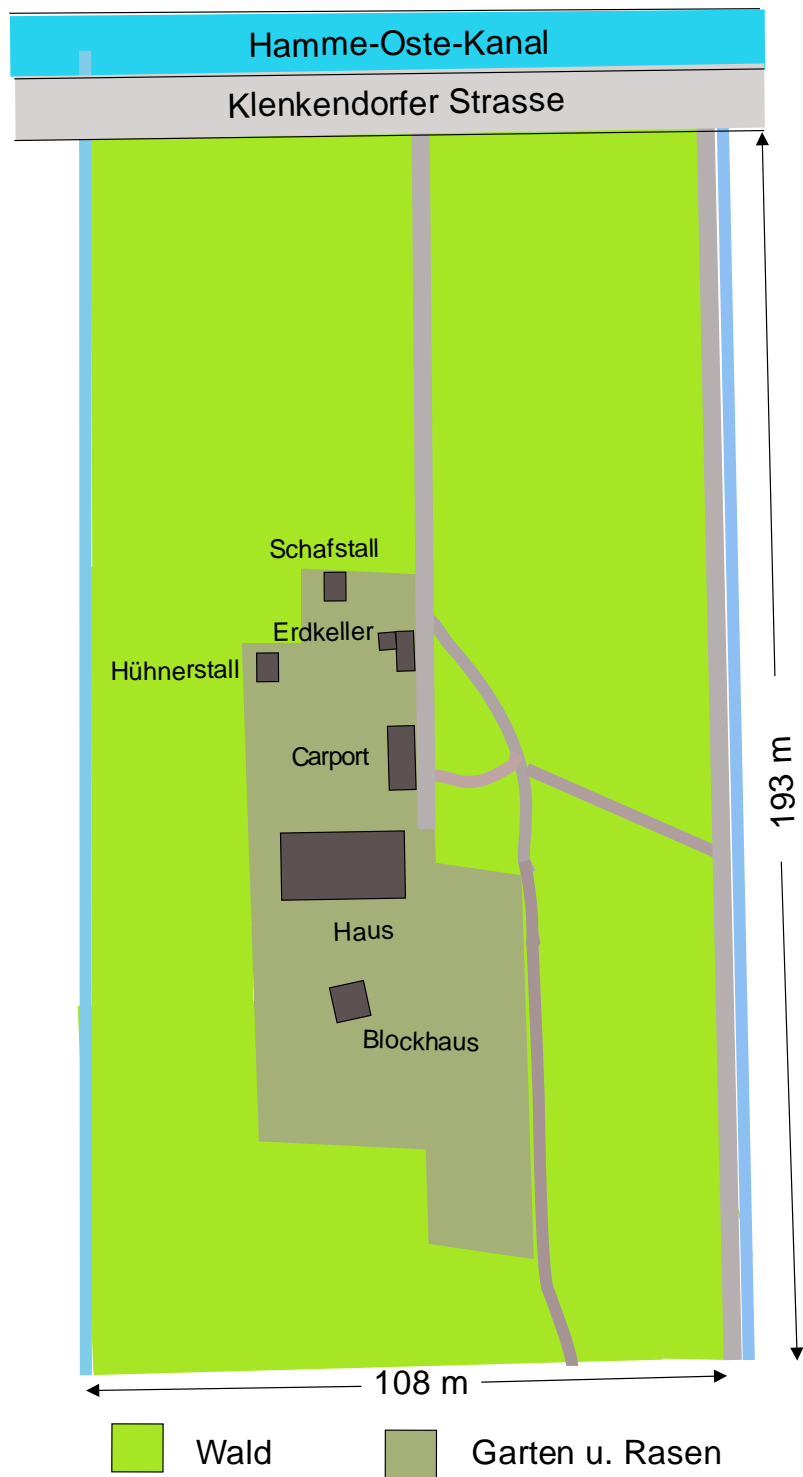 Hamme-Oste-Kanal
Klenkendorfer Strasse
Schafstall
Erdkeller
Hühnerstall
Carport
193 m
Haus
Blockhaus
108 m
Wald
Garten u. Rasen